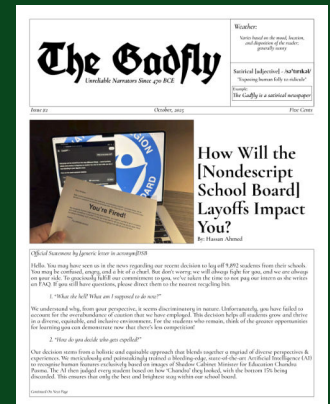 Weather:
Varies based on the mood, location,
and disposition of the reader.
generally sunny
The Gadfly
Unreliable Narrators Since 470 BCE
Satirical [adjective] - /sə'tɪrɪkəl/
"Exposing human folly to ridicule"
Example:
The Gadfly is a satirical newspaper
Issue 02
October, 2025
Five Cents
You're Fired!
REGION
BOARD
How Will the
[Nondescript
School Board]
Layoffs Impact
You?
By: Hassan Ahmed
Official Statement by [generic lower in acronym]DSB
Hello. You may have seen us in the news regarding our recent decision to lay off 9,892 students from their schools.
You may be confused, angry, and a bit of a churl. But don't worry; we will always fight for you, and we are always
on your side. To graciously fulfill our commitment to you, we've taken the time to not pay our intern as she writes
an FAQ. If you still have questions, please direct them to the nearest recycling bin.
1. "What the hell? What am I supposed to do now?"
We understand why, from your perspective, it seems discriminatory in nature. Unfortunately, you have failed to
account for the overabundance of caution that we have employed. This decision helps all students grow and thrive
in a diverse, equitable, and inclusive environment. For the students who remain, think of the greater opportunities
for learning you can demonstrate now that there's less competition!
2. "How do you decide who gets expelled?"
Our decision stems from a holistic and equitable approach that blends together a myriad of diverse perspectives &
experiences. We meticulously and painstakingly trained a bleeding-edge, state-of-the-art Artificial Intelligence (AI)
to recognize human features exclusively based on images of Shadow Cabinet Minister for Education Chandra
Pasma. The AI then judged every student based on how 'Chandra' they looked, with the bottom 15% being
discarded. This ensures that only the best and brightest stay within our school board.
Continued On Next Page